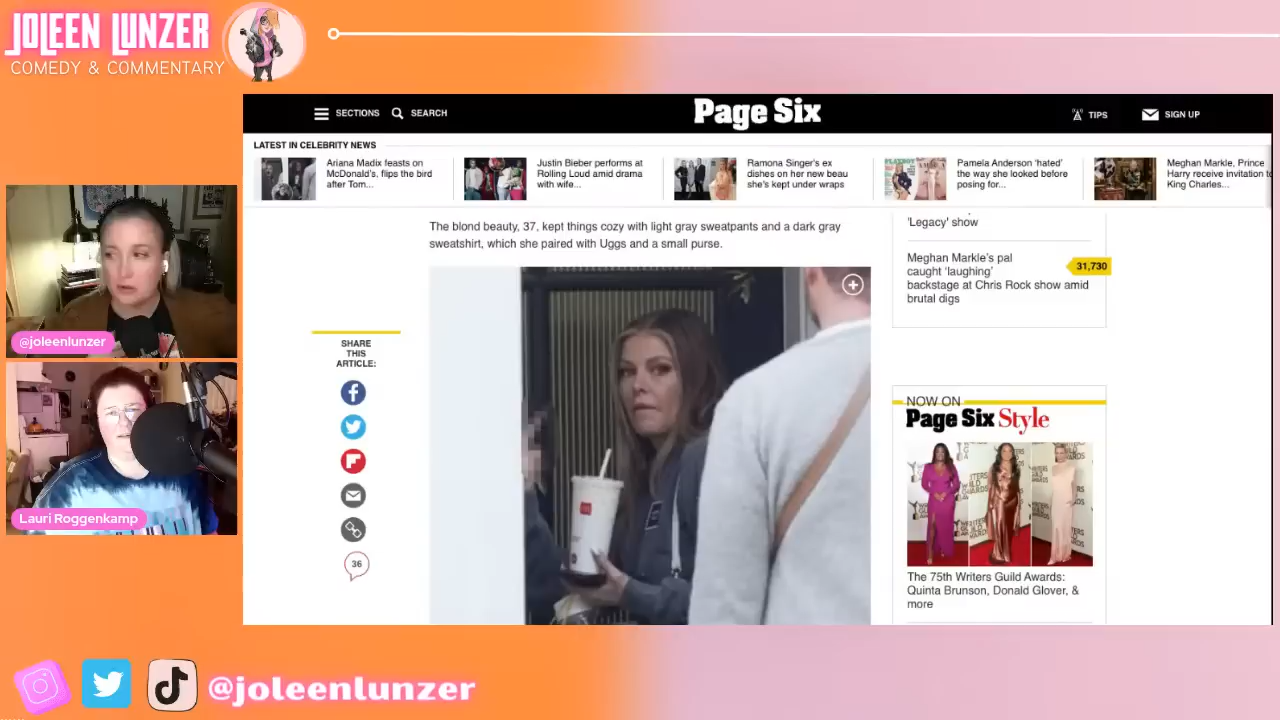 JOLEEN LUNZER
COMEDY & COMMENTARY
SECTIONS
SEARCH
Page Six
TIPS
SIGN UP
LATEST IN CELEBRITY NEWS
Ariana Madix feasts on
McDonald's, flips the bird
after Tom...
Justin Bieber performs at
Rolling Loud amid drama
with wife...
Ramona Singer's ex
dishes on her new beau
she's kept under wraps
Pamela Anderson 'hated'
the way she looked before
posing for...
Meghan Markle, Prince
Harry receive invitation to
King Charles...
The blond beauty, 37, kept things cozy with light gray sweatpants and a dark gray
sweatshirt, which she paired with Uggs and a small purse.
SHARE
THIS
ARTICLE:
36
'Legacy' show
Meghan Markle's pal
caught 'laughing'
backstage at Chris Rock show amid
brutal digs
31,730
NOW ON
Page Six Style
The 75th Writers Guild Awards:
Quinta Brunson, Donald Glover, &
more
@joleenlunzer
Lauri Roggenkamp
@joleenlunzer